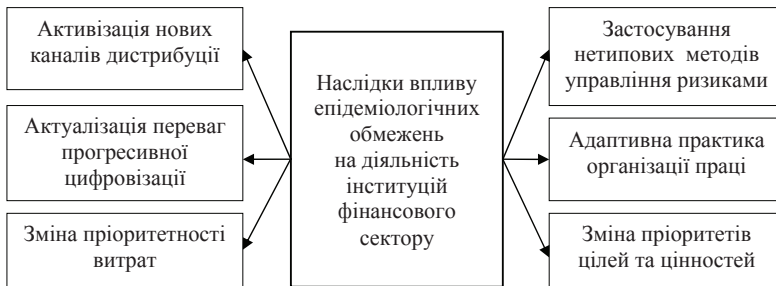 Активізація нових
каналів дистрибуції
Актуалізація переваг
прогресивної
цифровізації
Зміна пріоритетності
витрат
Наслідки впливу
епідеміологічних
обмежень
на діяльність
інституцій
фінансового
сектору
Застосування
нетипових методів
управління ризиками
Адаптивна практика
організації праці
Зміна пріоритетів
цілей та цінностей